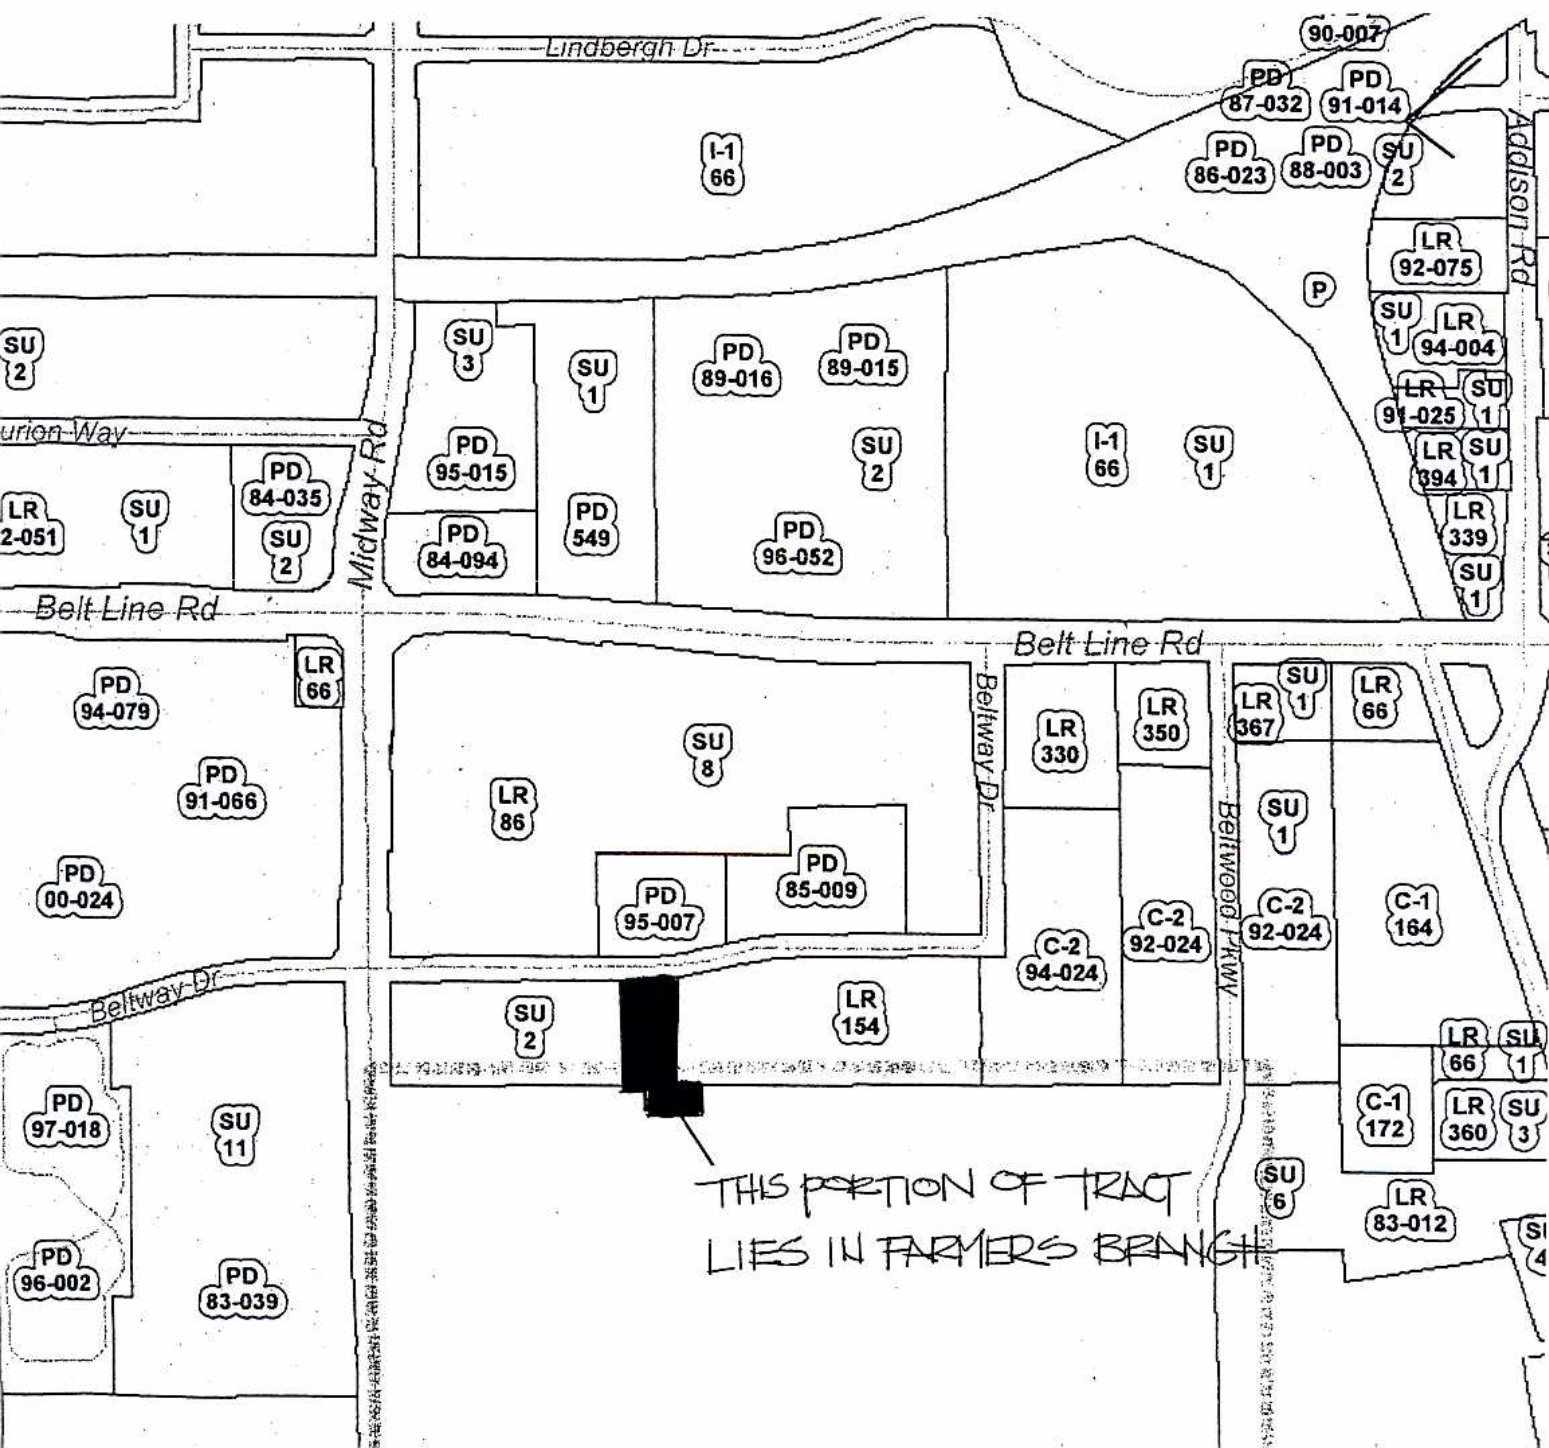 90-007
Lindbergh Dr
PD
87-032
PD
91-014
I-1
66
PD
86-023
PD
88-003
SU
2
Addison Rd
LR
92-075
P
SU
1
LR
94-004
SU
2
SU
3
SU
1
PD
89-016
PD
89-015
LR
91-025
SU
1
urion Way
Midway Rd
PD
95-015
SU
2
I-1
66
SU
1
LR
394
SU
1
PD
84-035
LR
2-051
SU
1
SU
2
PD
84-094
PD
549
PD
96-052
LR
339
SU
1
Belt Line Rd
Belt Line Rd
LR
66
PD
94-079
SU
8
Beltway Dr
LR
330
LR
350
LR
367
SU
1
LR
66
PD
91-066
LR
86
Beltwood Pkwy
SU
1
PD
00-024
PD
95-007
PD
85-009
C-2
94-024
C-2
92-024
C-2
92-024
C-1
164
Beltway Dr
SU
2
LR
154
LR
66
SU
1
PD
97-018
SU
11
C-1
172
LR
360
SU
3
THIS PORTION OF TRACT
LIES IN FARMERS BRANCH
SU
6
LR
83-012
PD
96-002
PD
83-039
4